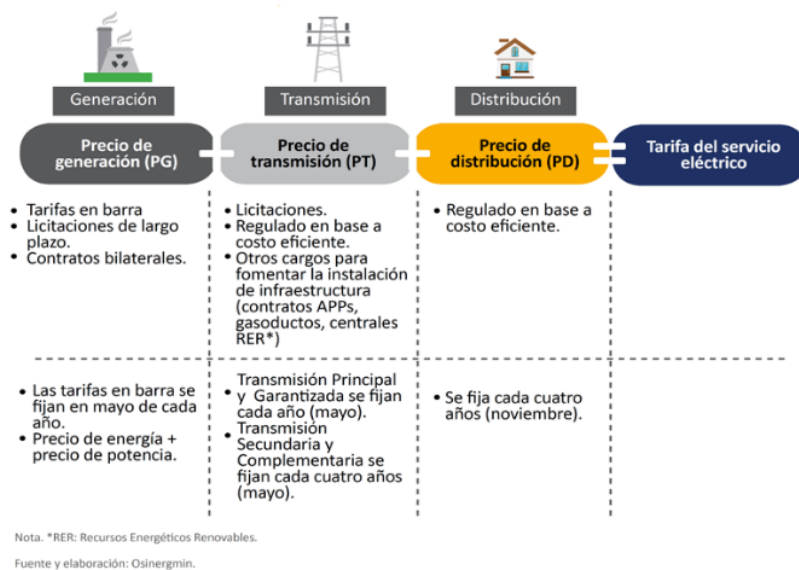 Generación
Transmisión
Distribución
Precio de
generación (PG)
Precio de
transmisión (PT)
Precio de
distribución (PD)
Tarifa del servicio
eléctrico
• Tarifas en barra
• Licitaciones de largo
plazo.
• Contratos bilaterales.
• Licitaciones.
• Regulado en base a
costo eficiente.
• Otros cargos para
fomentar la instalación
de infraestructura
(contratos APPs,
gasoductos, centrales
RER*)
• Regulado en base a
costo eficiente.
• Las tarifas en barra se
fijan en mayo de cada
año.
• Precio de energía +
precio de potencia.
• Transmisión Principal
y Garantizada se fijan
cada año (mayo).
• Transmisión
Secundaria y
Complementaria se
fijan cada cuatro años
(mayo).
• Se fija cada cuatro
años (noviembre).
Nota. *RER: Recursos Energéticos Renovables.
Fuente y elaboración: Osinergmin.